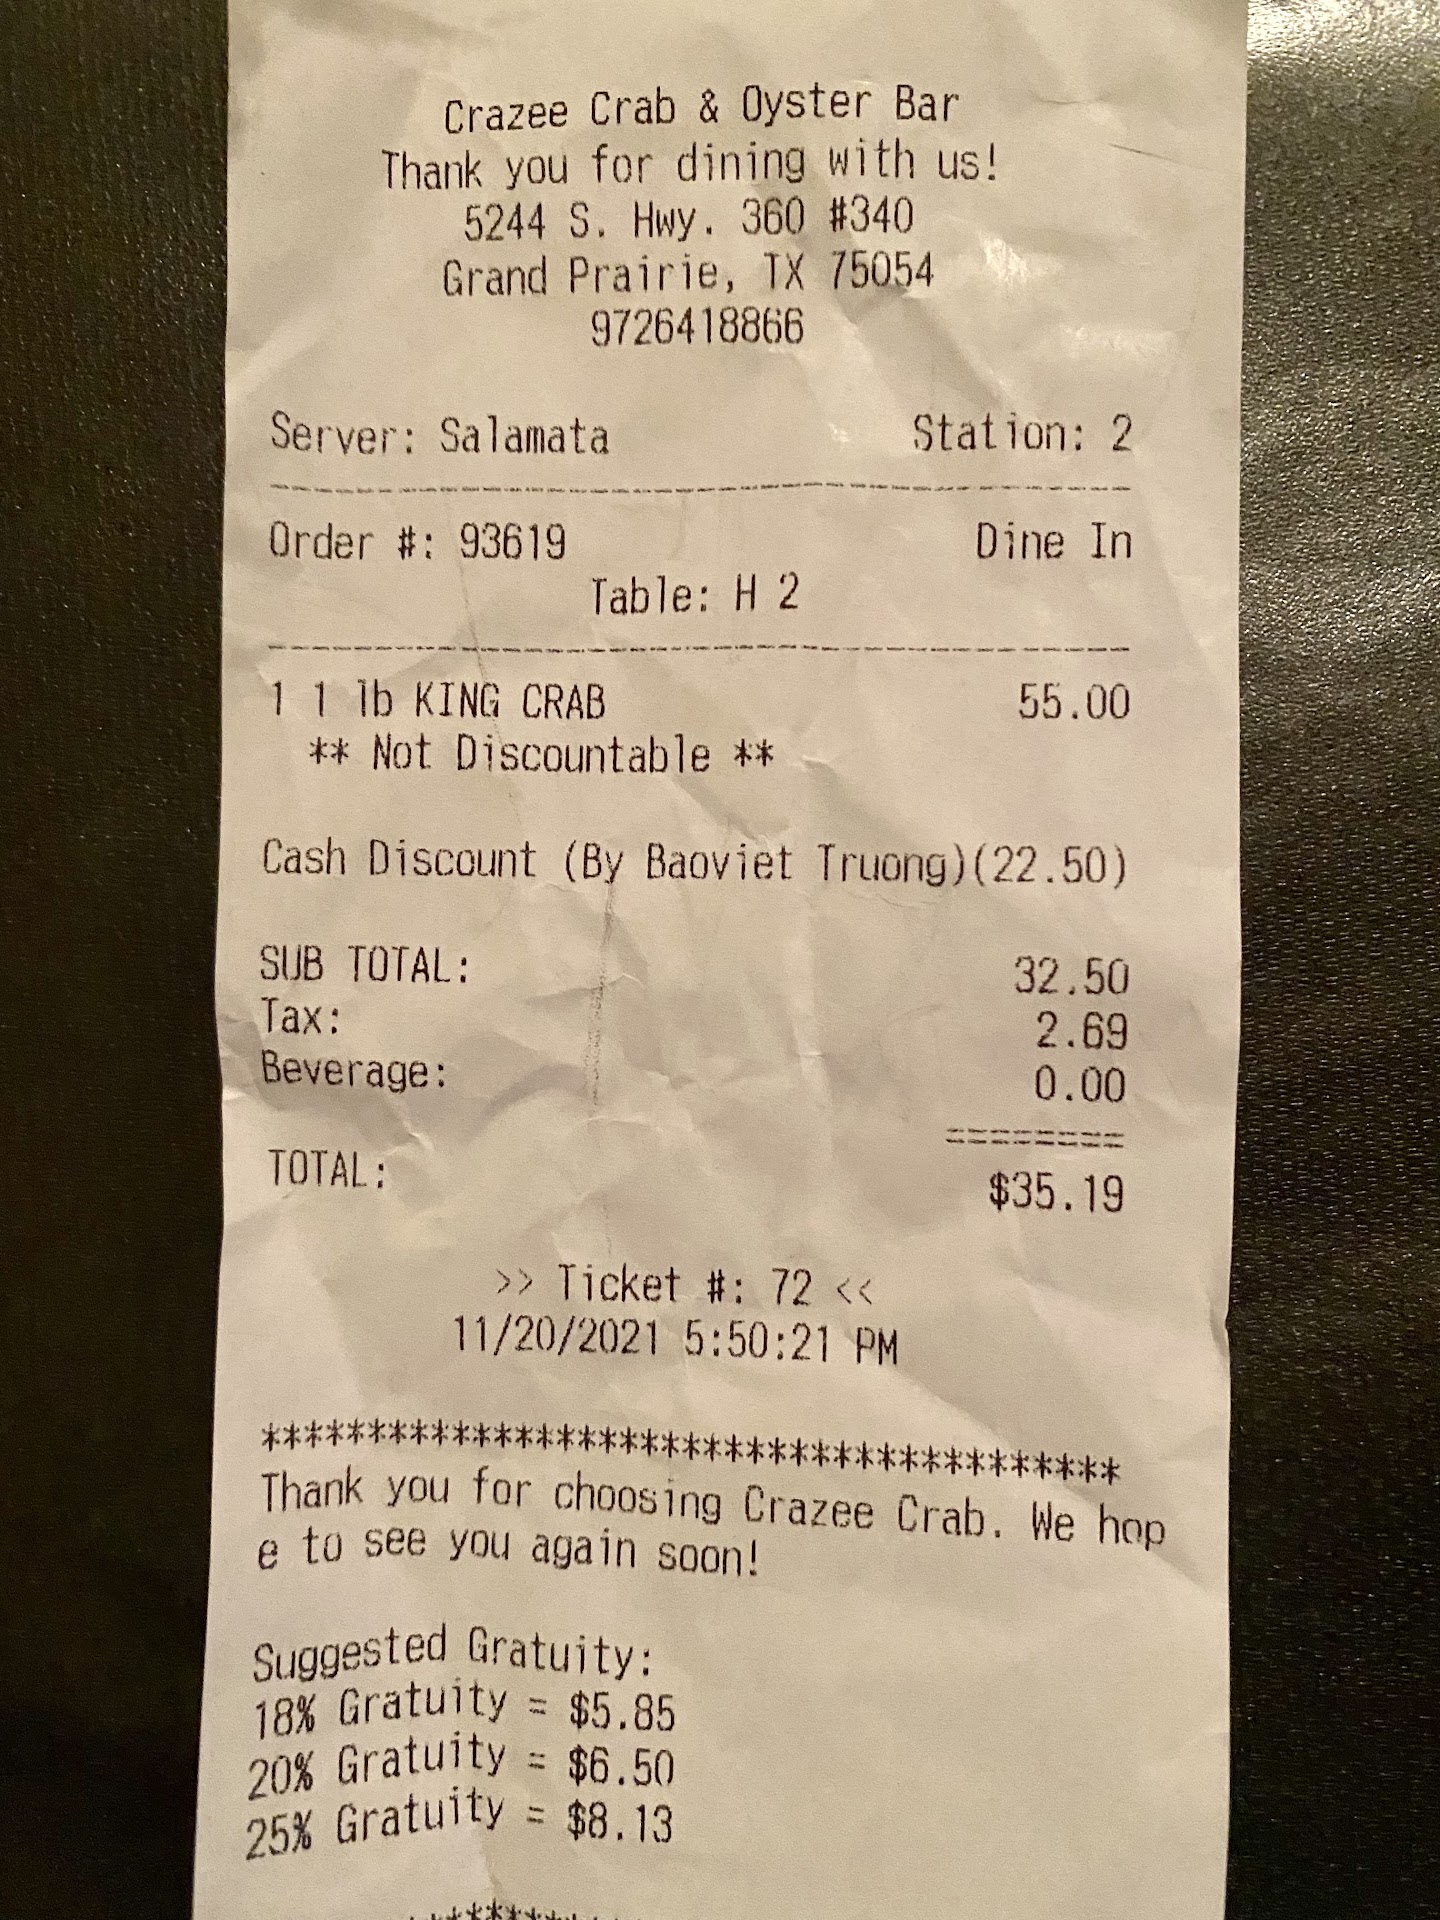 Crazee Crab & Oyster Bar
Thank you for dining with us!
5244 S. Hwy. 360 #340
Grand Prairie, TX 75054
9726418866
Server: Salamata Station: 2
--------------------------------
Order #: 93619 Dine In
Table: H 2
--------------------------------
1 1 lb KING CRAB 55.00
** Not Discountable **
Cash Discount (By Baoviet Truong)(22.50)
SUB TOTAL: 32.50
Tax: 2.69
Beverage: 0.00
========
TOTAL: $35.19
>> Ticket #: 72 <<
11/20/2021 5:50:21 PM
****************************************
Thank you for choosing Crazee Crab. We hop
e to see you again soon!
Suggested Gratuity:
18% Gratuity = $5.85
20% Gratuity = $6.50
25% Gratuity = $8.13